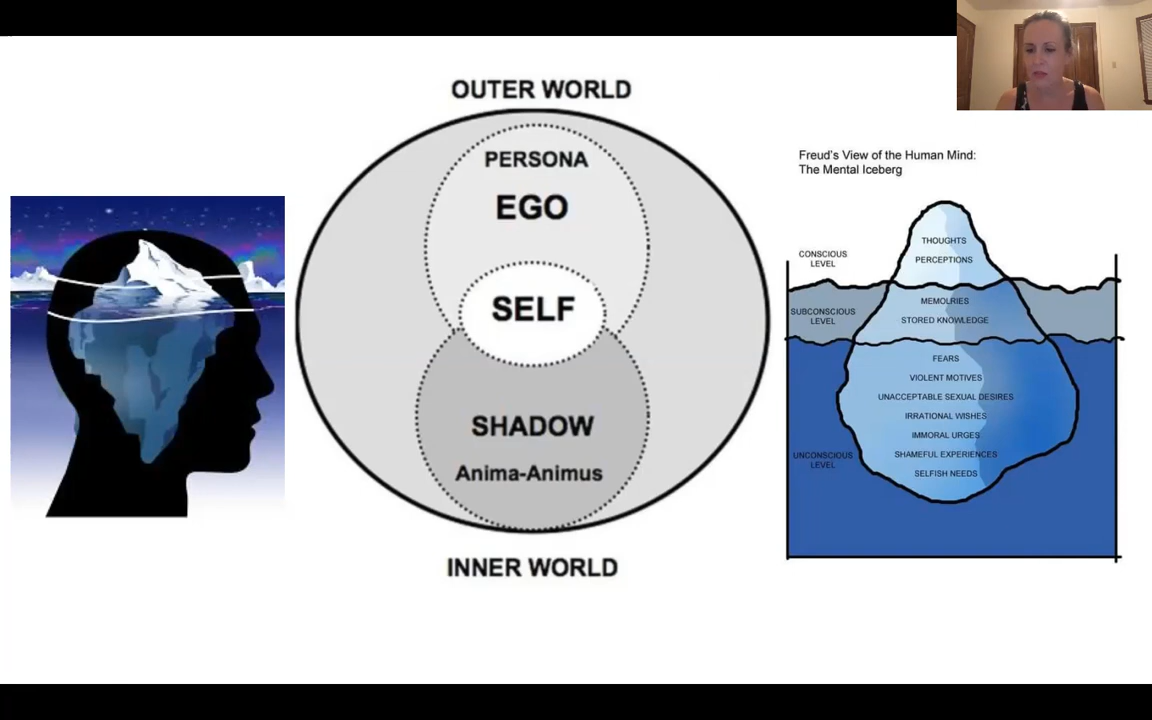 OUTER WORLD
PERSONA
EGO
SELF
SHADOW
Anima-Animus
INNER WORLD
Freud's View of the Human Mind:
The Mental Iceberg
CONSCIOUS
LEVEL
THOUGHTS
PERCEPTIONS
SUBCONSCIOUS
LEVEL
MEMOLRIES
STORED KNOWLEDGE
UNCONSCIOUS
LEVEL
FEARS
VIOLENT MOTIVES
UNACCEPTABLE SEXUAL DESIRES
IRRATIONAL WISHES
IMMORAL URGES
SHAMEFUL EXPERIENCES
SELFISH NEEDS